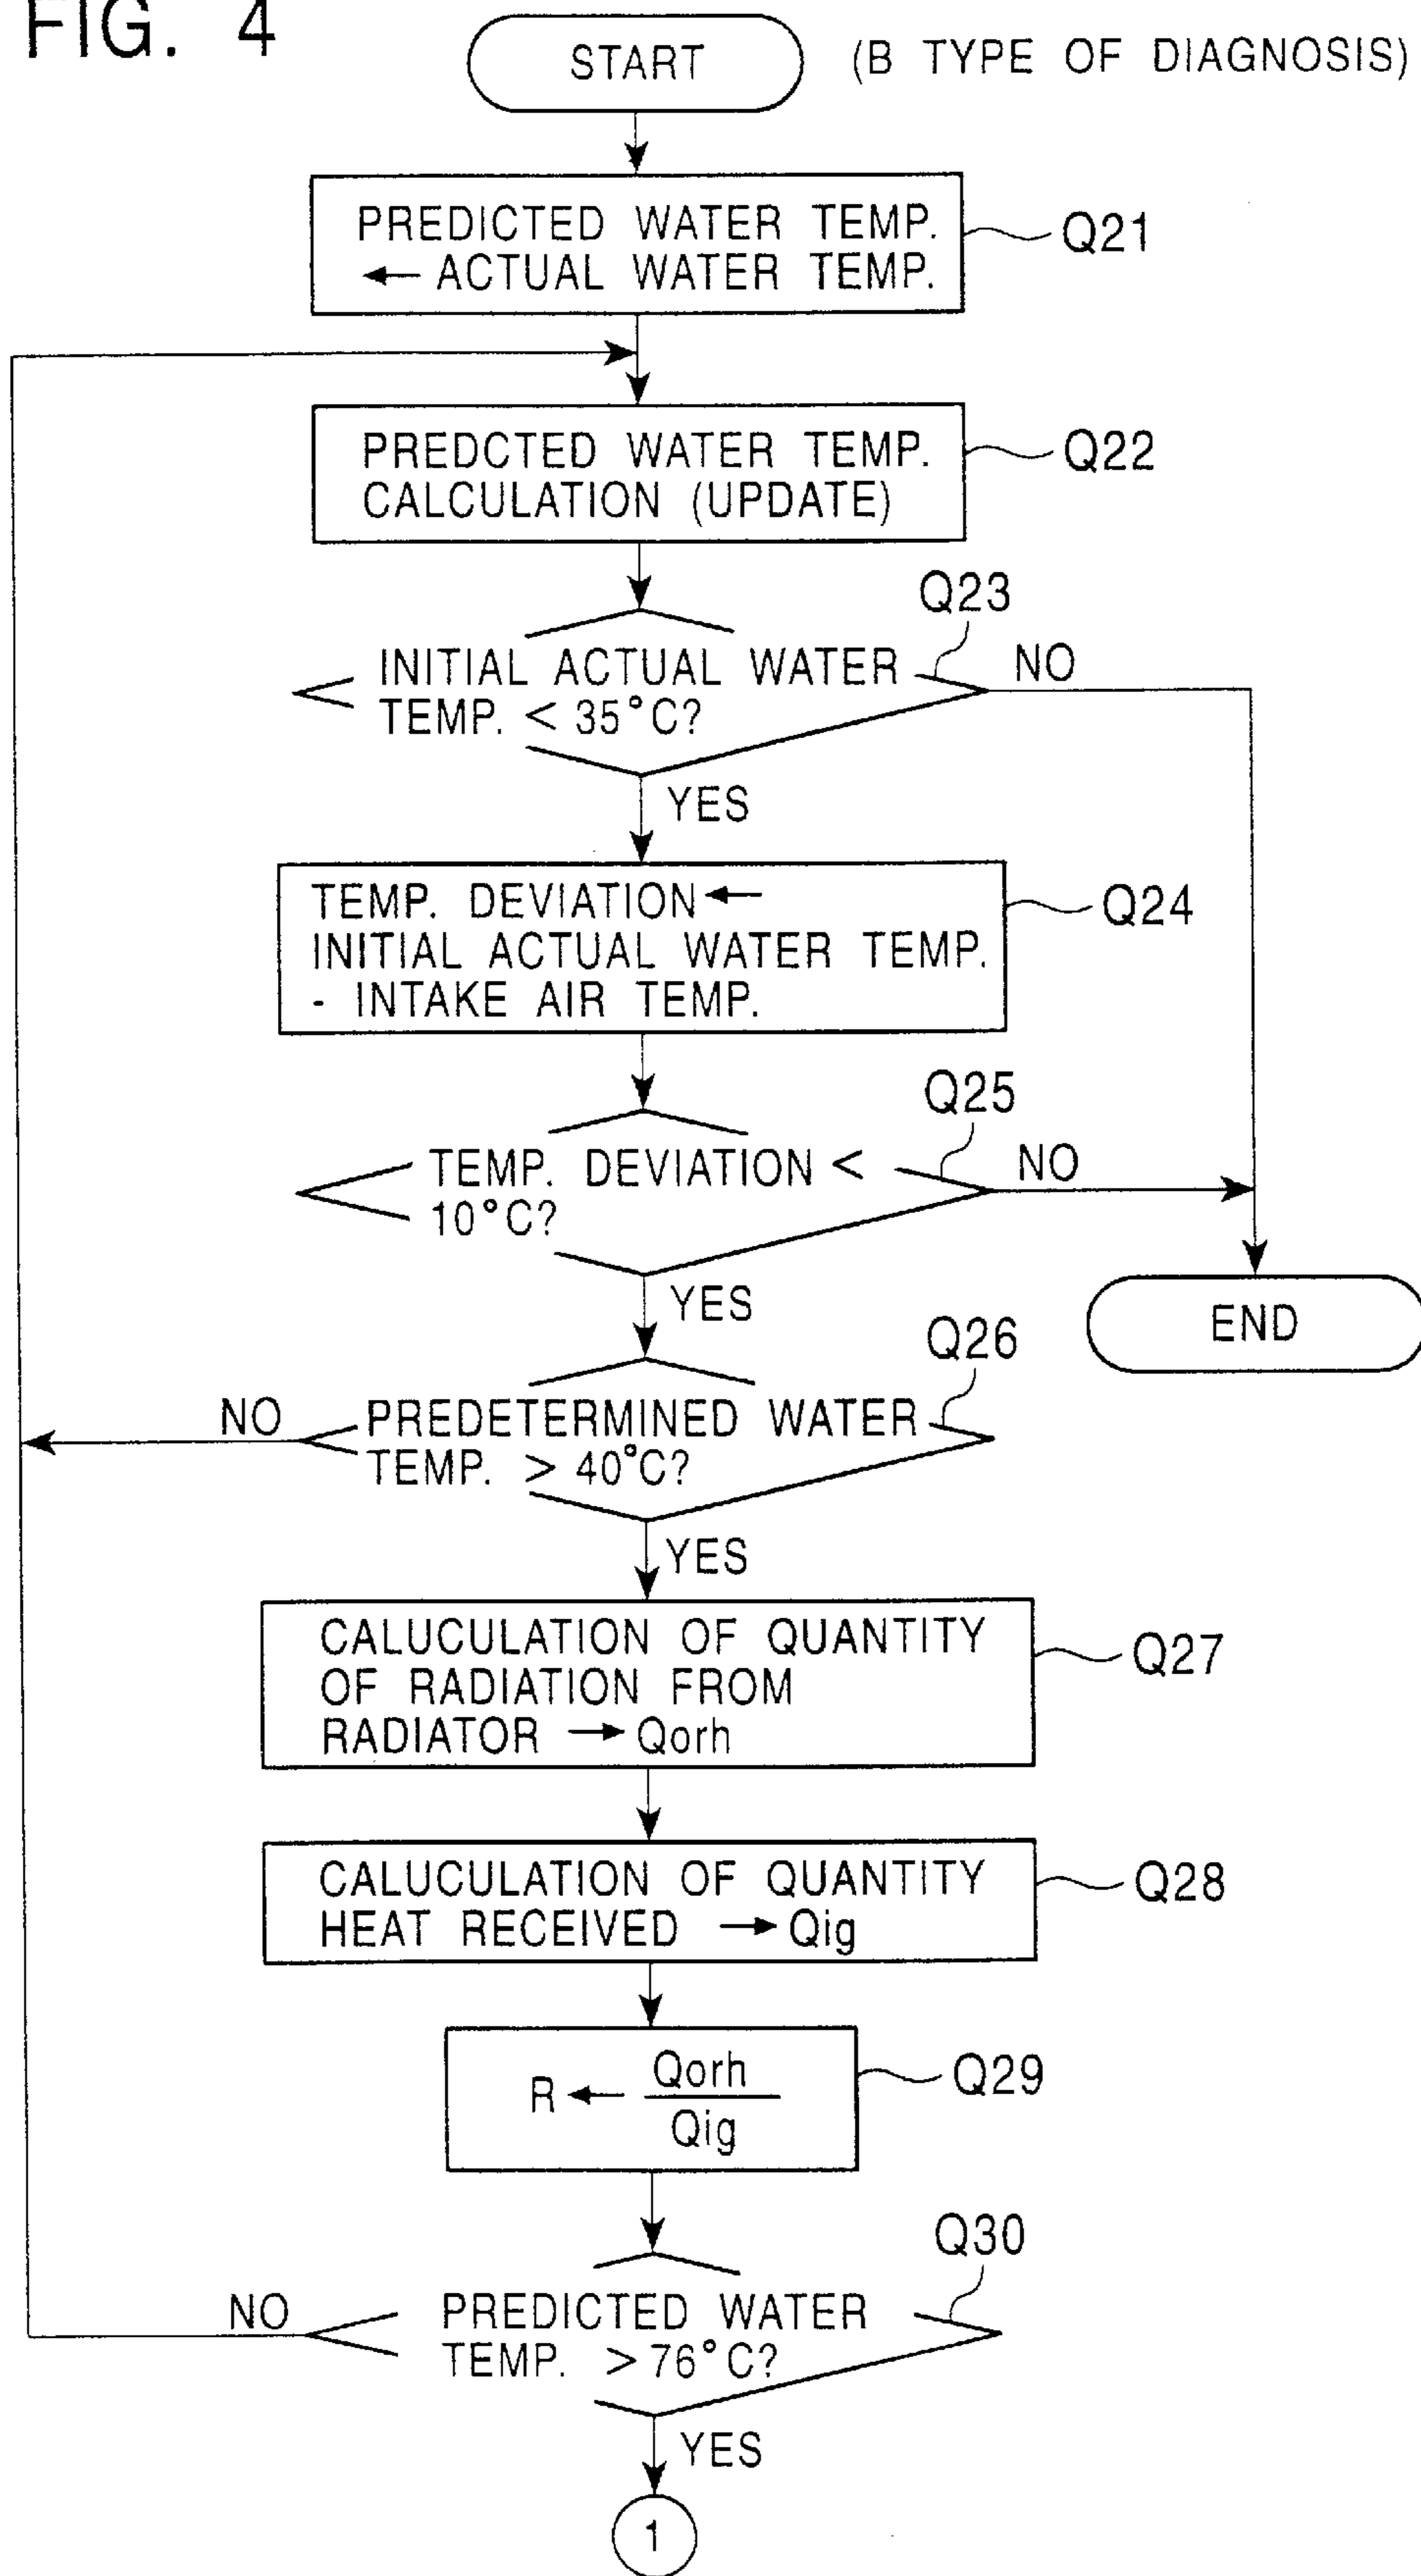 FIG. 4
START
(B TYPE OF DIAGNOSIS)
PREDICTED WATER TEMP.
← ACTUAL WATER TEMP.
Q21
PREDCTED WATER TEMP.
CALCULATION (UPDATE)
Q22
Q23
INITIAL ACTUAL WATER
TEMP. < 35°C?
NO
YES
TEMP. DEVIATION ←
INITIAL ACTUAL WATER TEMP.
- INTAKE AIR TEMP.
Q24
Q25
TEMP. DEVIATION <
10°C?
NO
YES
END
Q26
PREDETERMINED WATER
TEMP. > 40°C?
NO
YES
CALUCULATION OF QUANTITY
OF RADIATION FROM
RADIATOR → Qorh
Q27
CALUCULATION OF QUANTITY
HEAT RECEIVED → Qig
Q28
R ← Qorh
Qig
Q29
Q30
PREDICTED WATER
TEMP. > 76°C?
NO
YES
1